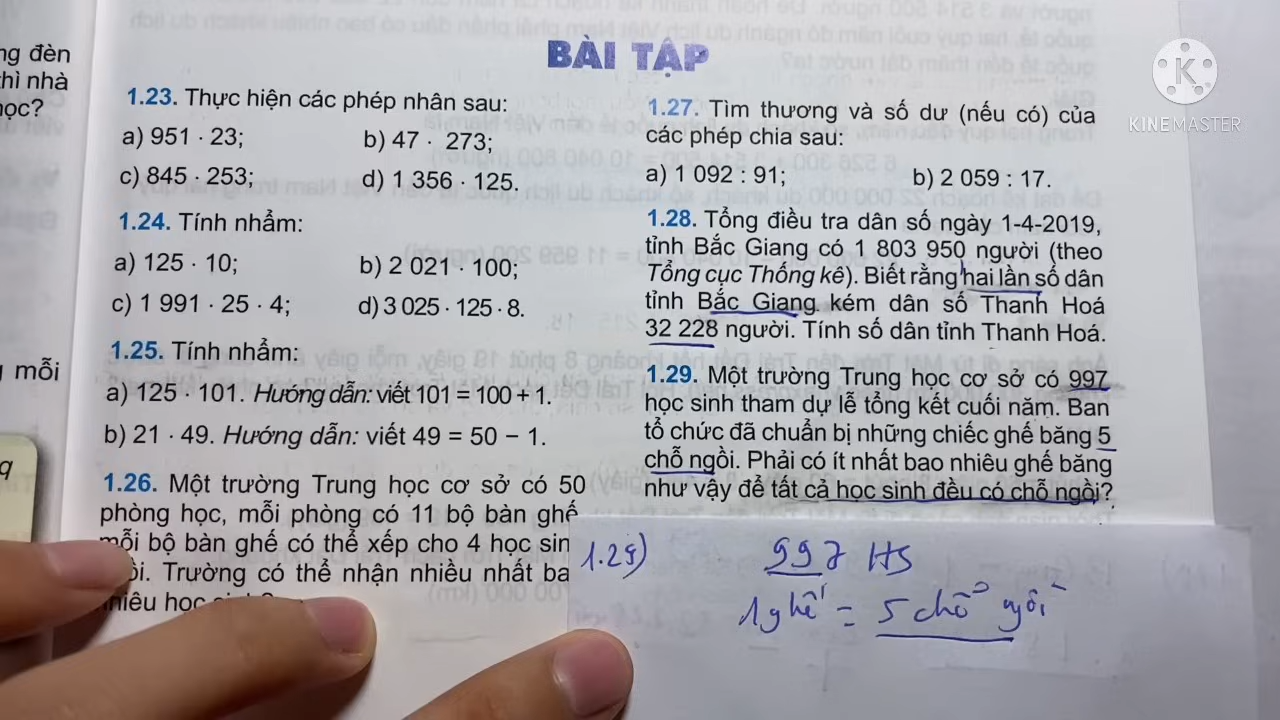 BÀI TẬP
ng đèn
thì nhà
học?
mỗi
q
1.23. Thực hiện các phép nhân sau:
a) 951 · 23;
b) 47 · 273;
c) 845 · 253;
d) 1 356 · 125.
1.24. Tính nhẩm:
a) 125 · 10;
b) 2 021 · 100;
c) 1 991 · 25 · 4;
d) 3 025 · 125 · 8.
1.25. Tính nhẩm:
a) 125 · 101. Hướng dẫn: viết 101 = 100 + 1.
b) 21 · 49. Hướng dẫn: viết 49 = 50 − 1.
1.26. Một trường Trung học cơ sở có 50
phòng học, mỗi phòng có 11 bộ bàn ghế
mỗi bộ bàn ghế có thể xếp cho 4 học sin
ồi. Trường có thể nhận nhiều nhất ba
nhiêu học
1.27. Tìm thương và số dư (nếu có) của
các phép chia sau:
a) 1 092 : 91;
b) 2 059 : 17.
1.28. Tổng điều tra dân số ngày 1-4-2019,
tỉnh Bắc Giang có 1 803 950 người (theo
Tổng cục Thống kê). Biết rằng hai lần số dân
tỉnh Bắc Giang kém dân số Thanh Hoá
32 228 người. Tính số dân tỉnh Thanh Hoá.
1.29. Một trường Trung học cơ sở có 997
học sinh tham dự lễ tổng kết cuối năm. Ban
tổ chức đã chuẩn bị những chiếc ghế băng 5
chỗ ngồi. Phải có ít nhất bao nhiêu ghế băng
như vậy để tất cả học sinh đều có chỗ ngồi?
1.29) 997 HS
1 ghế = 5 chỗ ngồi
K
KINEMASTER